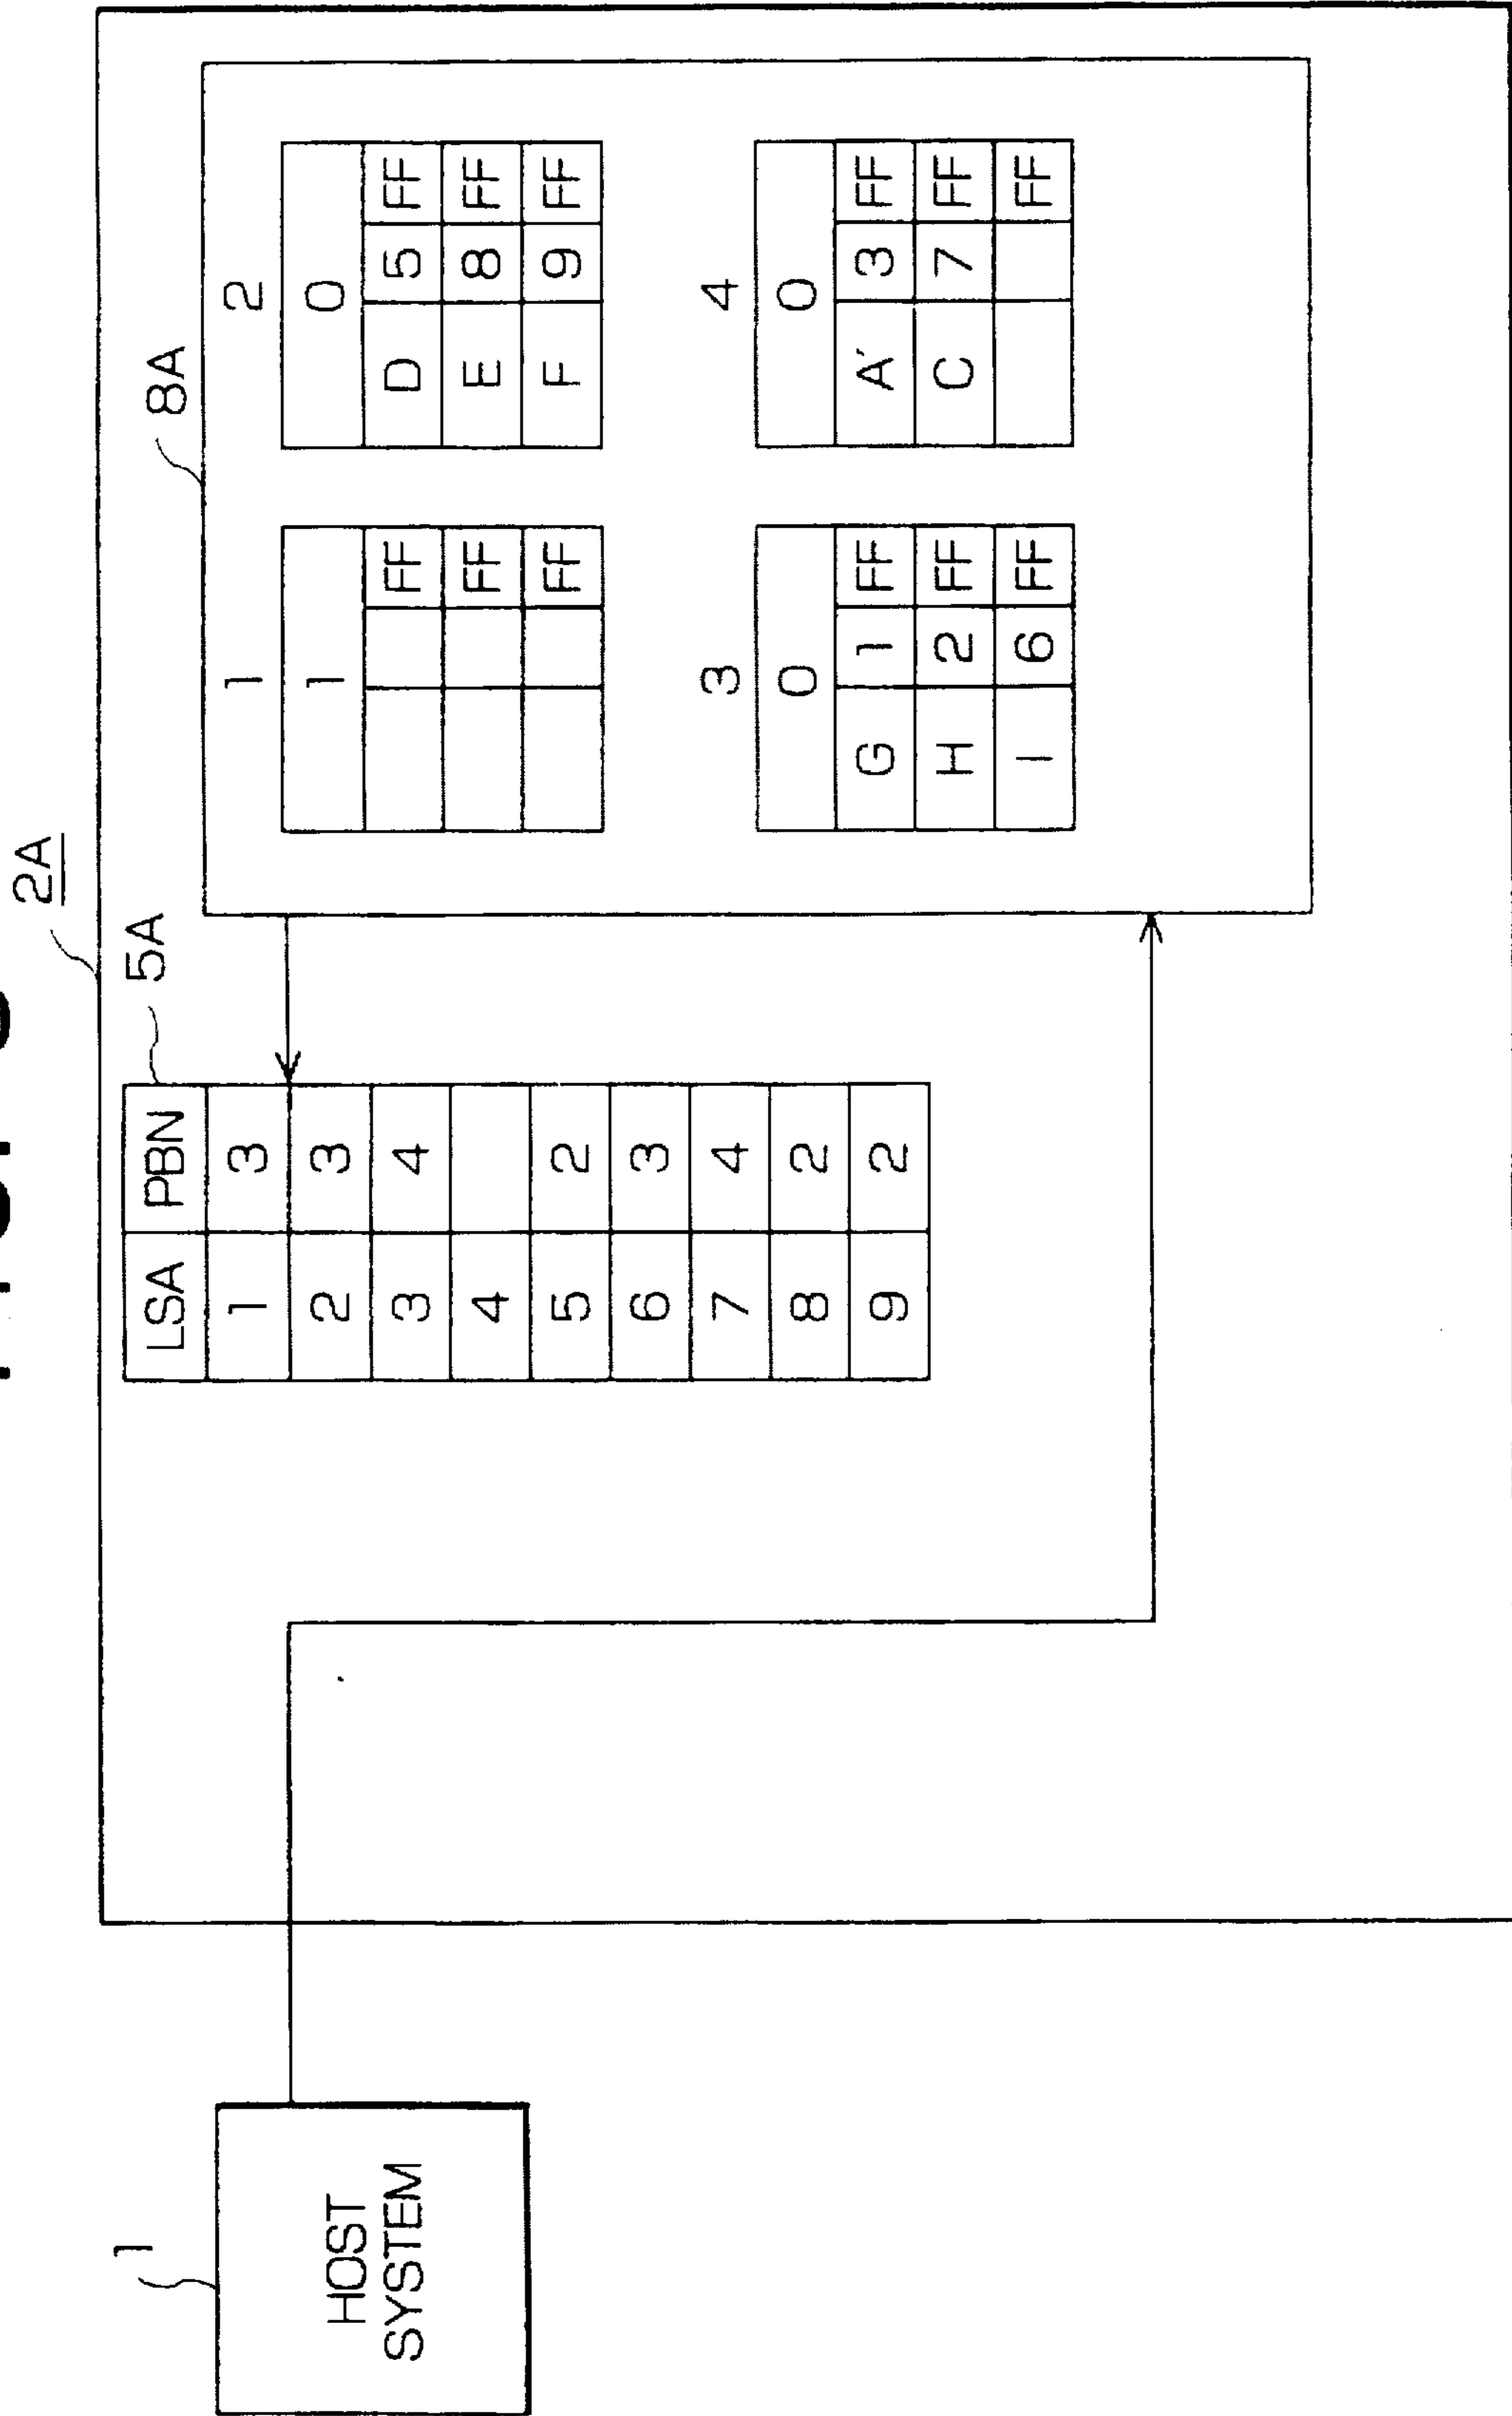 2A
1
HOST
SYSTEM
5A
LSA PBN
1 3
2 3
3 4
4
5 2
6 3
7 4
8 2
9 2
8A
1
1
FF
FF
FF
2
0
D 5 FF
E 8 FF
F 9 FF
3
0
G 1 FF
H 2 FF
I 6 FF
4
0
A' 3 FF
C 7 FF
FF